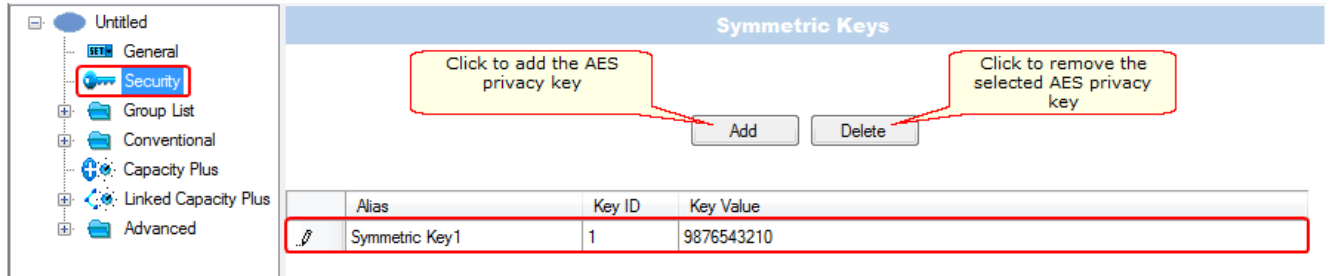 Untitled
General
Security
Group List
Conventional
Capacity Plus
Linked Capacity Plus
Advanced
Symmetric Keys
Click to add the AES
privacy key
Click to remove the
selected AES privacy
key
Add Delete
Alias Key ID Key Value
Symmetric Key1 1 9876543210